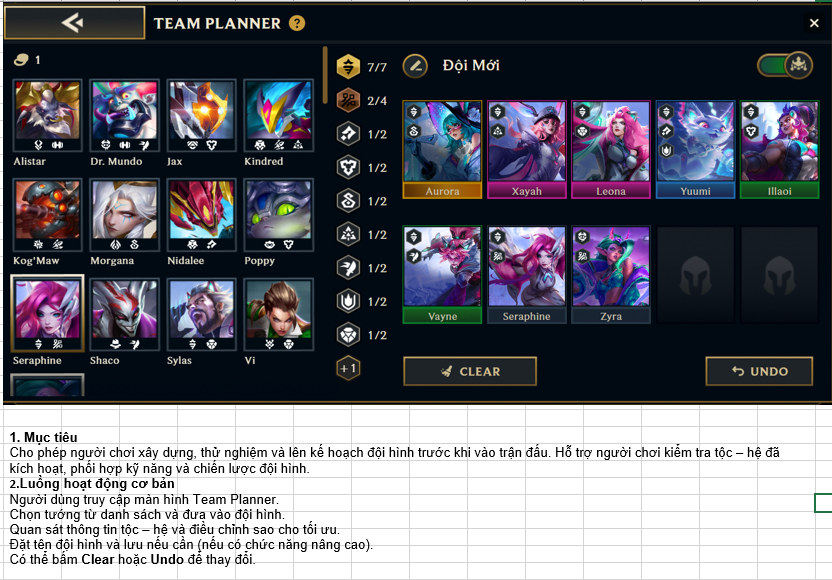 TEAM PLANNER ?
1
Alistar
Dr. Mundo
Jax
Kindred
Kog'Maw
Morgana
Nidalee
Poppy
Seraphine
Shaco
Sylas
Vi
7/7
2/4
1/2
1/2
1/2
1/2
1/2
1/2
1/2
+1
Đội Mới
Aurora
Xayah
Leona
Yuumi
Illaoi
Vayne
Seraphine
Zyra
CLEAR
UNDO
1. Mục tiêu
Cho phép người chơi xây dựng, thử nghiệm và lên kế hoạch đội hình trước khi vào trận đấu. Hỗ trợ người chơi kiểm tra tộc – hệ đã
kích hoạt, phối hợp kỹ năng và chiến lược đội hình.
2.Luồng hoạt động cơ bản
Người dùng truy cập màn hình Team Planner.
Chọn tướng từ danh sách và đưa vào đội hình.
Quan sát thông tin tộc – hệ và điều chỉnh sao cho tối ưu.
Đặt tên đội hình và lưu nếu cần (nếu có chức năng nâng cao).
Có thể bấm Clear hoặc Undo để thay đổi.